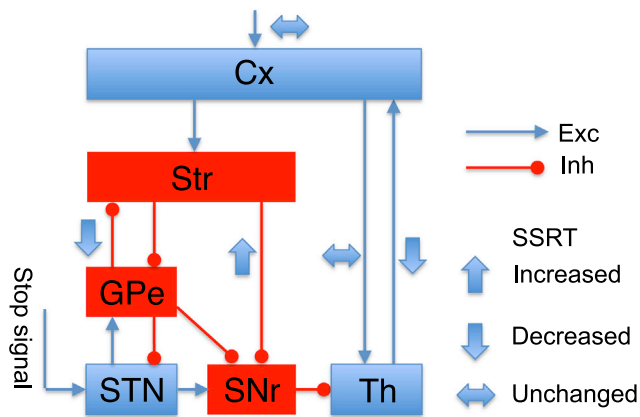 Cx
Exc
Inh
Str
SSRT
Increased
GPe
Decreased
Stop signal
STN
SNr
Th
Unchanged